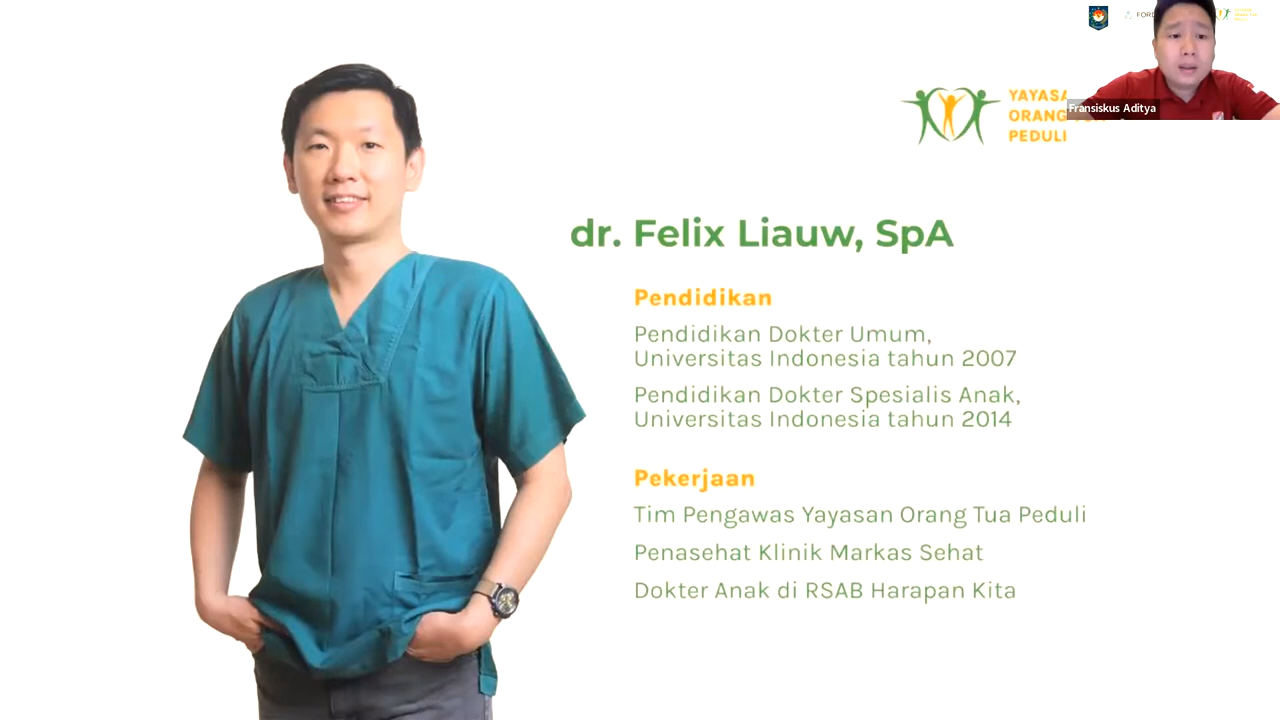 FORD
YAYASA
ORANG
PEDULI
Fransiskus Aditya
dr. Felix Liauw, SpA
Pendidikan
Pendidikan Dokter Umum,
Universitas Indonesia tahun 2007
Pendidikan Dokter Spesialis Anak,
Universitas Indonesia tahun 2014
Pekerjaan
Tim Pengawas Yayasan Orang Tua Peduli
Penasehat Klinik Markas Sehat
Dokter Anak di RSAB Harapan Kita